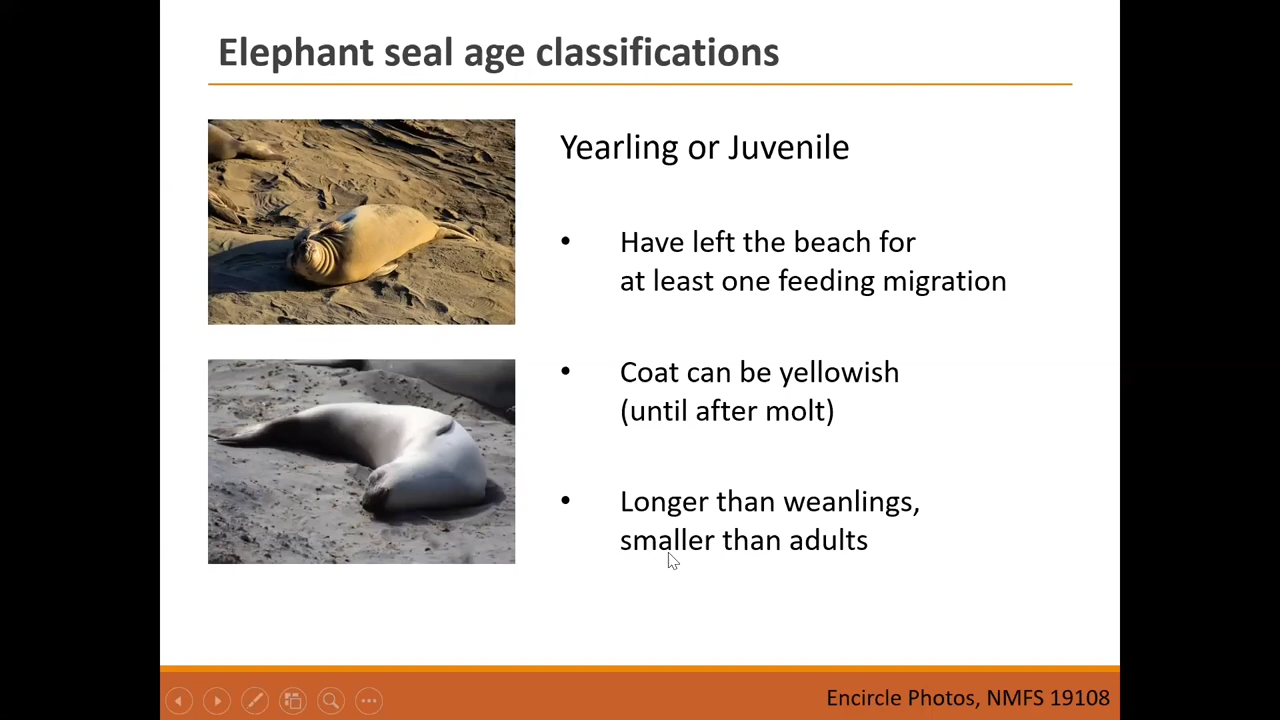 Elephant seal age classifications
Yearling or Juvenile
• Have left the beach for
at least one feeding migration
• Coat can be yellowish
(until after molt)
• Longer than weanlings,
smaller than adults
Encircle Photos, NMFS 19108